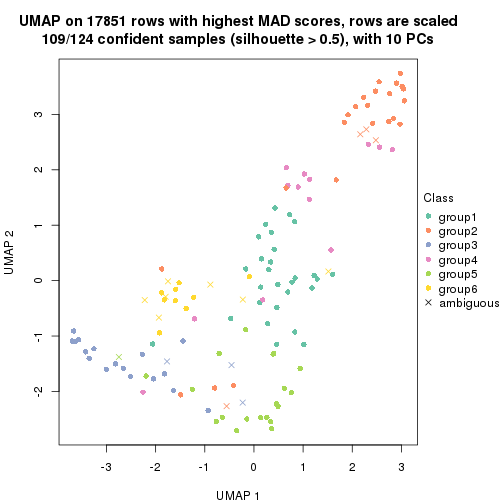 UMAP on 17851 rows with highest MAD scores, rows are scaled
109/124 confident samples (silhouette > 0.5), with 10 PCs
3
2
1
0
-1
-2
UMAP 2
-3
-2
-1
0
1
2
3
UMAP 1
Class
group1
group2
group3
group4
group5
group6
ambiguous